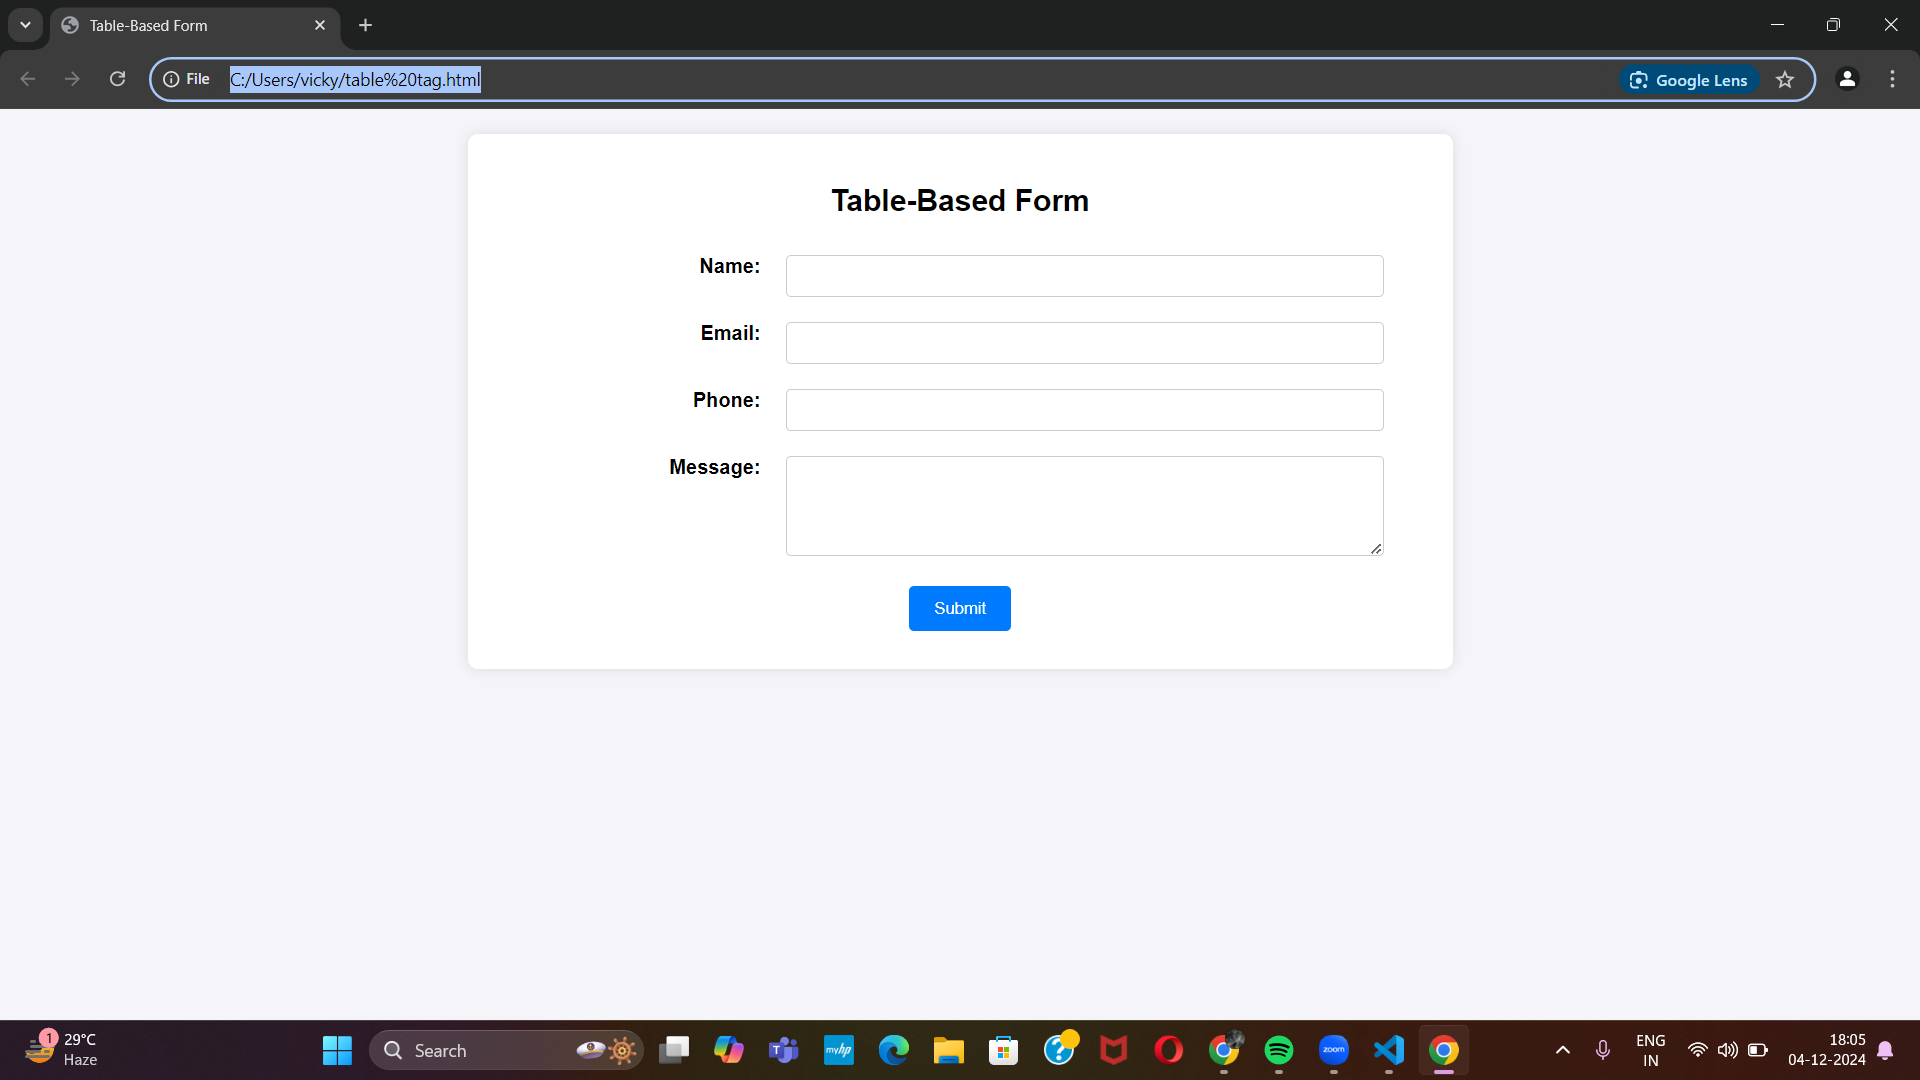 Table-Based Form
File C:/Users/vicky/table%20tag.html Google Lens
Table-Based Form
Name:
Email:
Phone:
Message:
Submit
1 29°C
Haze
Search
T
myhp
?
zoom
ENG
IN
18:05
04-12-2024